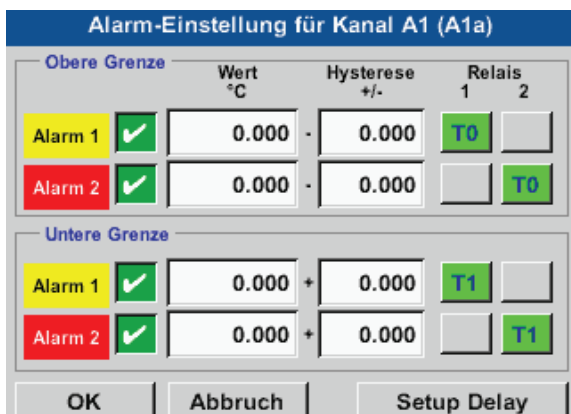 Alarm-Einstellung für Kanal A1 (A1a)
Obere Grenze Wert Hysterese Relais
°C +/- 1 2
Alarm 1 0.000 - 0.000 T0
Alarm 2 0.000 - 0.000 T0
Untere Grenze
Alarm 1 0.000 + 0.000 T1
Alarm 2 0.000 + 0.000 T1
OK Abbruch Setup Delay